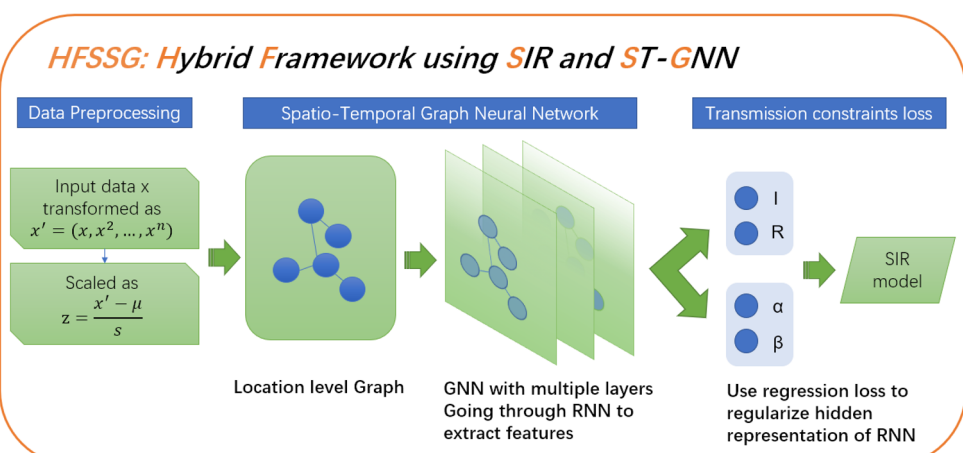 HFSSG: Hybrid Framework using SIR and ST-GNN
Data Preprocessing
Spatio-Temporal Graph Neural Network
Transmission constraints loss
Input data x
transformed as
x′ = (x, x², ..., xⁿ)
Scaled as
z = (x′ − μ) / s
Location level Graph
GNN with multiple layers
Going through RNN to
extract features
I
R
α
β
SIR
model
Use regression loss to
regularize hidden
representation of RNN